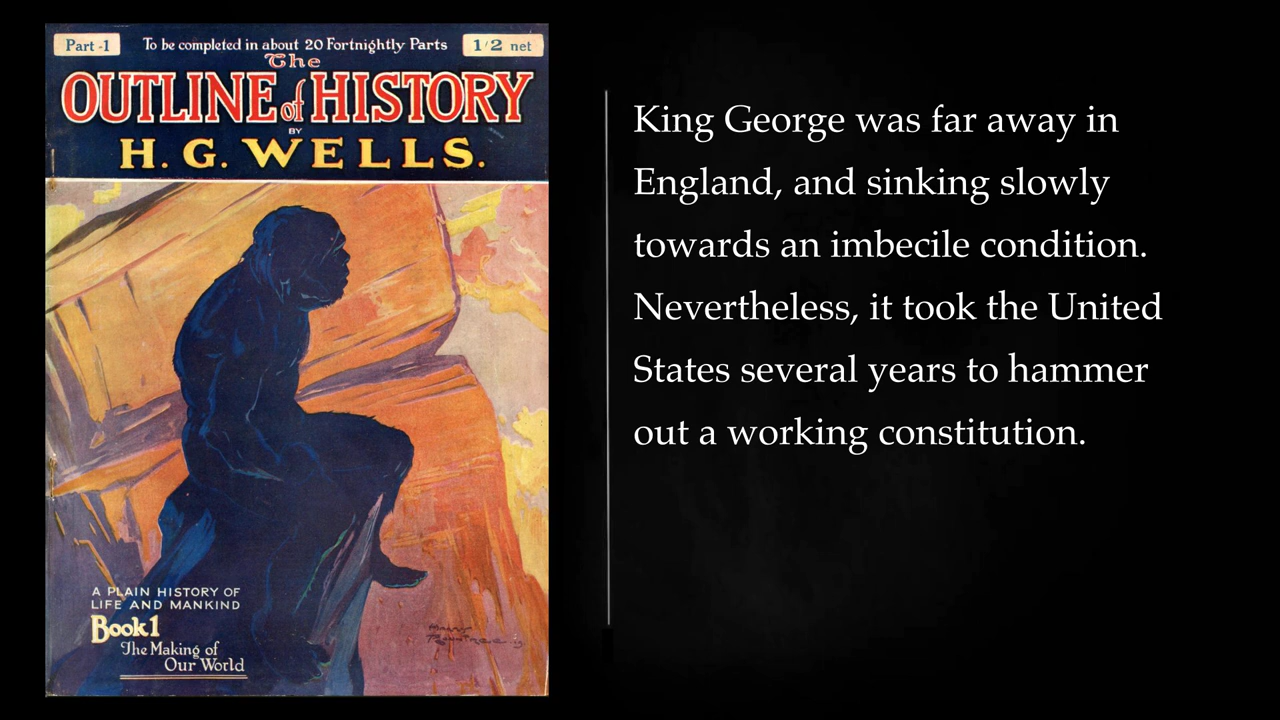 Part -1
To be completed in about 20 Fortnightly Parts
1/2 net
The
OUTLINE of HISTORY
BY
H. G. WELLS.
A PLAIN HISTORY OF
LIFE AND MANKIND
Book 1
The Making of
Our World
King George was far away in
England, and sinking slowly
towards an imbecile condition.
Nevertheless, it took the United
States several years to hammer
out a working constitution.